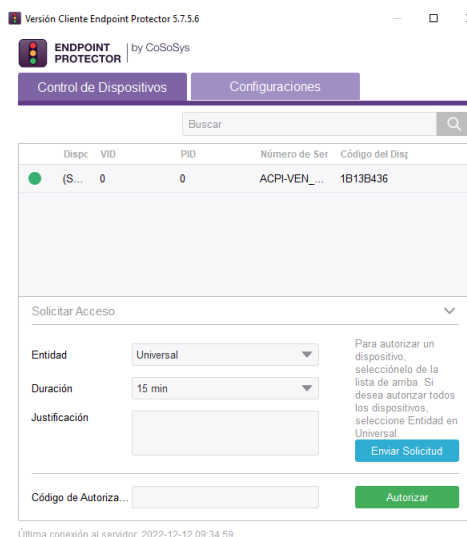 Versión Cliente Endpoint Protector 5.7.5.6
ENDPOINT PROTECTOR
by CoSoSys
Control de Dispositivos
Configuraciones
Buscar
Dispc VID PID Número de Ser Código del Disp
(S... 0 0 ACPI-VEN_... 1B13B436
Solicitar Acceso
Entidad
Universal
Duración
15 min
Justificación
Para autorizar un
dispositivo,
selecciónelo de la
lista de arriba. Si
desea autorizar todos
los dispositivos,
seleccione Entidad en
Universal.
Enviar Solicitud
Código de Autoriza...
Autorizar
Última conexión al servidor: 2022-12-12 09:34:59